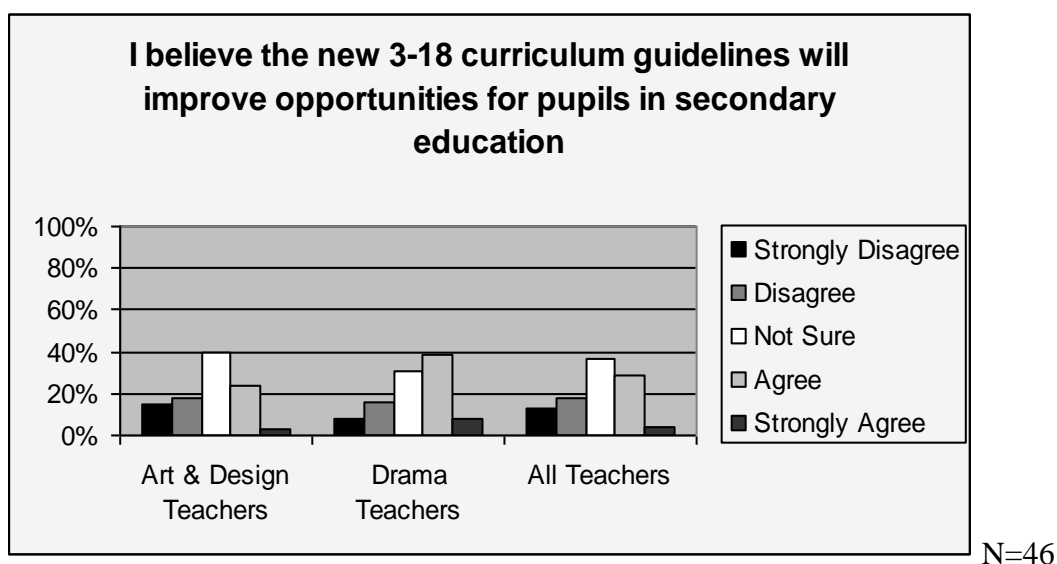 I believe the new 3-18 curriculum guidelines will
improve opportunities for pupils in secondary
education
100%
80%
60%
40%
20%
0%
Art & Design
Teachers
Drama
Teachers
All Teachers
Strongly Disagree
Disagree
Not Sure
Agree
Strongly Agree
N=46